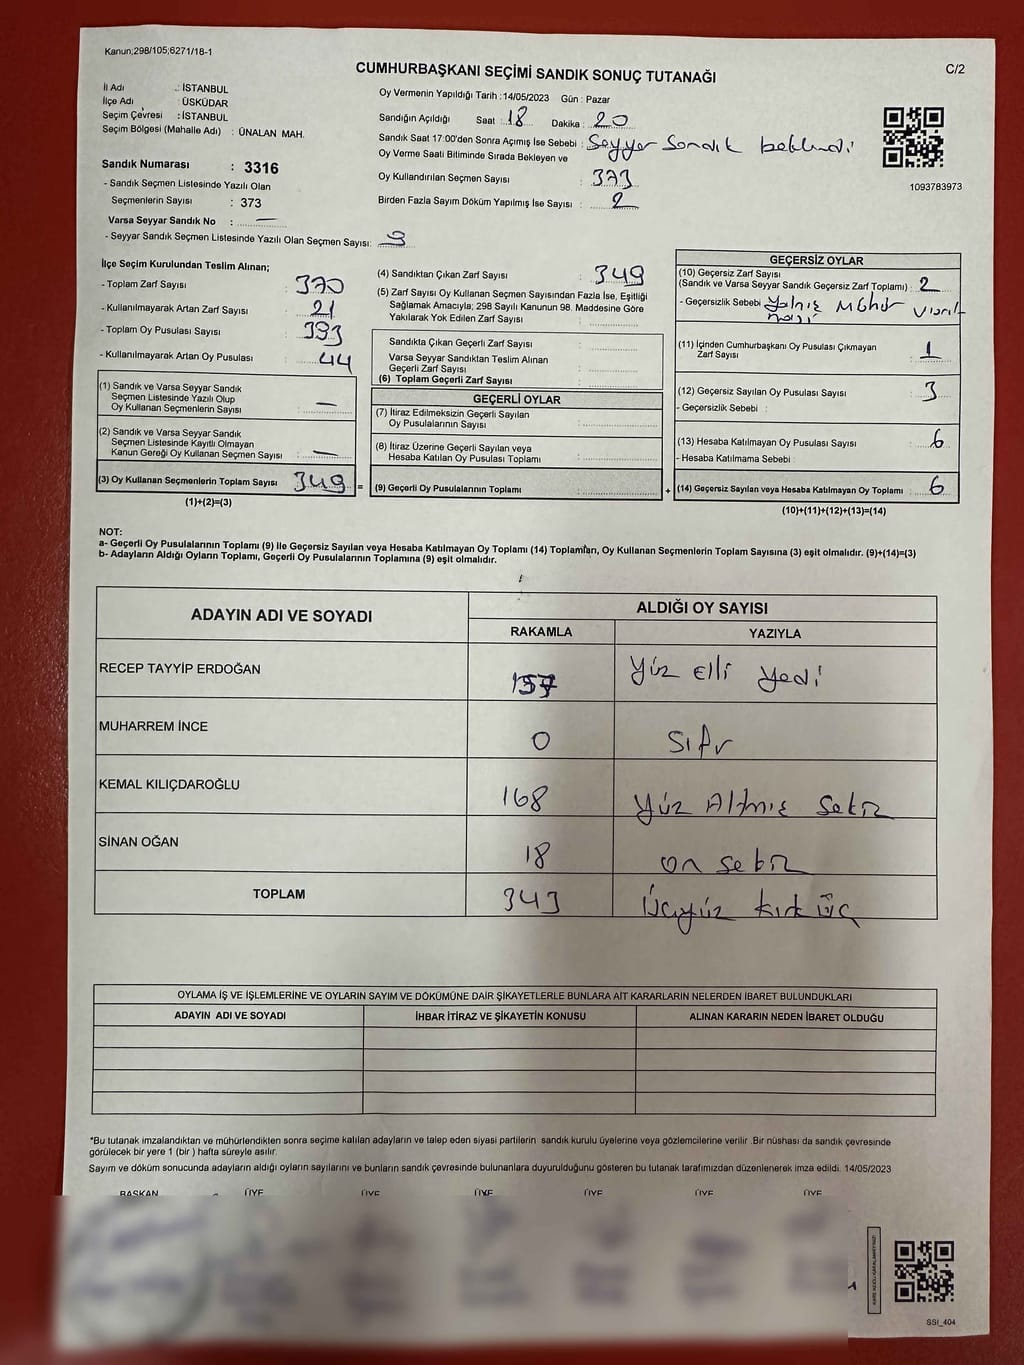 Kanun;298/105;6271/18-1
C/2
CUMHURBAŞKANI SEÇİMİ SANDIK SONUÇ TUTANAĞI
İl Adı : İSTANBUL
İlçe Adı : ÜSKÜDAR
Seçim Çevresi : İSTANBUL
Seçim Bölgesi (Mahalle Adı) : ÜNALAN MAH.
Sandık Numarası : 3316
- Sandık Seçmen Listesinde Yazılı Olan
Seçmenlerin Sayısı : 373
Varsa Seyyar Sandık No : —
- Seyyar Sandık Seçmen Listesinde Yazılı Olan Seçmen Sayısı: 3
Oy Vermenin Yapıldığı Tarih :14/05/2023 Gün : Pazar
Sandığın Açıldığı Saat : 18 Dakika : 20
Sandık Saat 17:00'den Sonra Açımış İse Sebebi : Seyyar Sandık beklendi
Oy Verme Saati Bitiminde Sırada Bekleyen ve
Oy Kullandırılan Seçmen Sayısı : 373
Birden Fazla Sayım Döküm Yapılmış İse Sayısı : 2
1093783973
İlçe Seçim Kurulundan Teslim Alınan;
- Toplam Zarf Sayısı : 370
- Kullanılmayarak Artan Zarf Sayısı : 21
- Toplam Oy Pusulası Sayısı : 393
- Kullanılmayarak Artan Oy Pusulası : 44
(1) Sandık ve Varsa Seyyar Sandık
Seçmen Listesinde Yazılı Olup
Oy Kullanan Seçmenlerin Sayısı : —
(2) Sandık ve Varsa Seyyar Sandık
Seçmen Listesinde Kayıtlı Olmayan
Kanun Gereği Oy Kullanan Seçmen Sayısı : —
(3) Oy Kullanan Seçmenlerin Toplam Sayısı 349 =
(1)+(2)=(3)
(4) Sandıktan Çıkan Zarf Sayısı : 349
(5) Zarf Sayısı Oy Kullanan Seçmen Sayısından Fazla İse, Eşitliği
Sağlamak Amacıyla; 298 Sayılı Kanunun 98. Maddesine Göre
Yakılarak Yok Edilen Zarf Sayısı :
Sandıkta Çıkan Geçerli Zarf Sayısı :
Varsa Seyyar Sandıktan Teslim Alınan
Geçerli Zarf Sayısı :
(6) Toplam Geçerli Zarf Sayısı :
GEÇERLİ OYLAR
(7) İtiraz Edilmeksizin Geçerli Sayılan
Oy Pusulalarının Sayısı :
(8) İtiraz Üzerine Geçerli Sayılan veya
Hesaba Katılan Oy Pusulası Toplamı :
(9) Geçerli Oy Pusulalarının Toplamı : +
GEÇERSİZ OYLAR
(10) Geçersiz Zarf Sayısı
(Sandık ve Varsa Seyyar Sandık Geçersiz Zarf Toplamı) : 2
- Geçersizlik Sebebi : Yalnız Mühür
(11) İçinden Cumhurbaşkanı Oy Pusulası Çıkmayan
Zarf Sayısı : 1
(12) Geçersiz Sayılan Oy Pusulası Sayısı : 3
- Geçersizlik Sebebi :
(13) Hesaba Katılmayan Oy Pusulası Sayısı : 6
- Hesaba Katılmama Sebebi :
(14) Geçersiz Sayılan veya Hesaba Katılmayan Oy Toplamı : 6
(10)+(11)+(12)+(13)=(14)
NOT:
a- Geçerli Oy Pusulalarının Toplamı (9) ile Geçersiz Sayılan veya Hesaba Katılmayan Oy Toplamı (14) Toplamları, Oy Kullanan Seçmenlerin Toplam Sayısına (3) eşit olmalıdır. (9)+(14)=(3)
b- Adayların Aldığı Oyların Toplamı, Geçerli Oy Pusulalarının Toplamına (9) eşit olmalıdır.
ADAYIN ADI VE SOYADI
ALDIĞI OY SAYISI
RAKAMLA YAZIYLA
RECEP TAYYİP ERDOĞAN 157 Yüz Elli Yedi
MUHARREM İNCE 0 Sıfır
KEMAL KILIÇDAROĞLU 168 Yüz Altmış Sekiz
SİNAN OĞAN 18 on sekiz
TOPLAM 343 Üçyüz kırk üç
OYLAMA İŞ VE İŞLEMLERİNE VE OYLARIN SAYIM VE DÖKÜMÜNE DAİR ŞİKAYETLERLE BUNLARA AİT KARARLARIN NELERDEN İBARET BULUNDUKLARI
ADAYIN ADI VE SOYADI İHBAR İTİRAZ VE ŞİKAYETİN KONUSU ALINAN KARARIN NEDEN İBARET OLDUĞU
*Bu tutanak imzalandıktan ve mühürlendikten sonra seçime katılan adayların ve talep eden siyasi partilerin sandık kurulu üyelerine veya gözlemcilerine verilir .Bir nüshası da sandık çevresinde
görülecek bir yere 1 (bir ) hafta süreyle asılır.
Sayım ve döküm sonucunda adayların aldığı oyların sayılarını ve bunların sandık çevresinde bulunanlara duyurulduğunu gösteren bu tutanak tarafımızdan düzenlenerek imza edildi. 14/05/2023
BAŞKAN ÜYE ÜYE ÜYE ÜYE ÜYE ÜYE
SSI_404